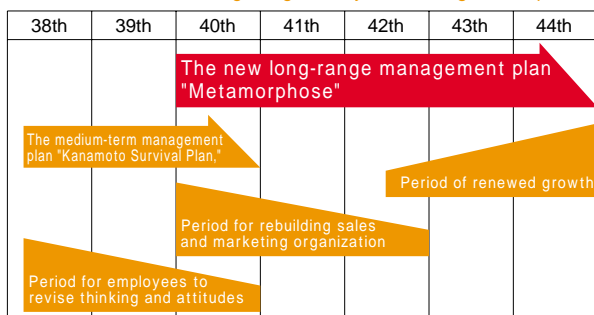 38th 39th 40th 41th 42th 43th 44th
The new long-range management plan
"Metamorphose"
The medium-term management
plan "Kanamoto Survival Plan,"
Period of renewed growth
Period for rebuilding sales
and marketing organization
Period for employees to
revise thinking and attitudes